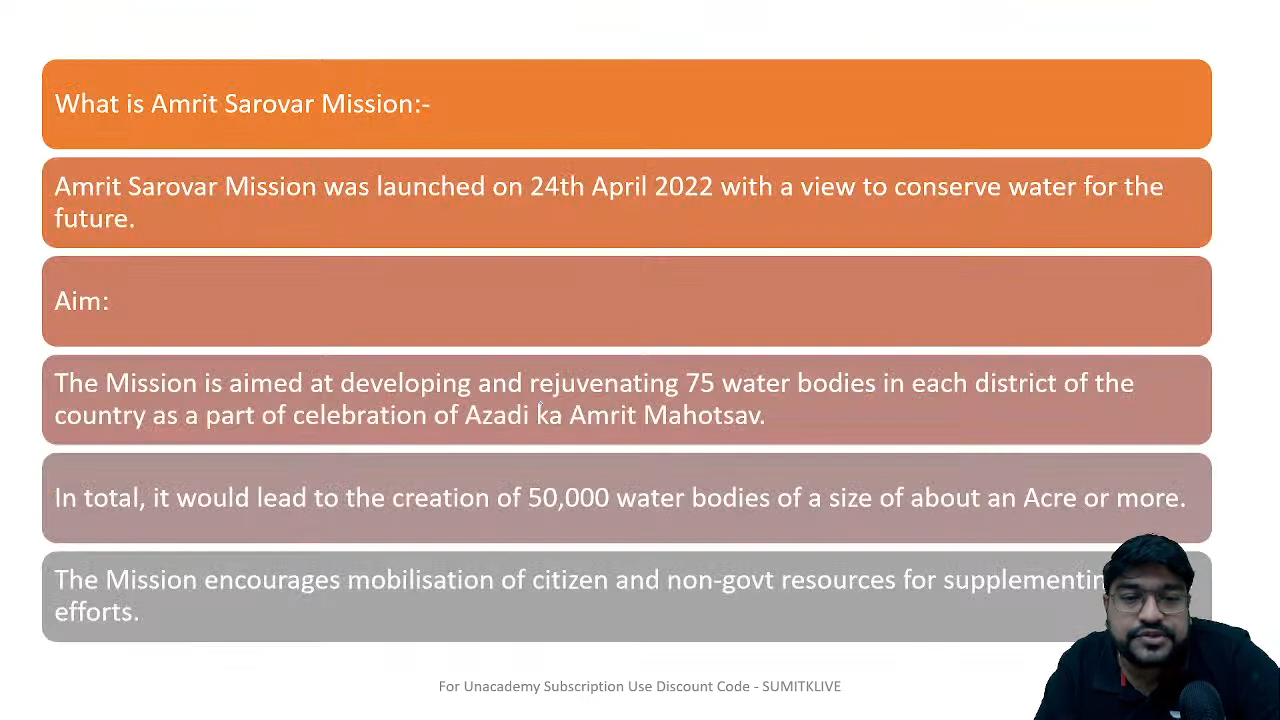 What is Amrit Sarovar Mission:-
Amrit Sarovar Mission was launched on 24th April 2022 with a view to conserve water for the
future.
Aim:
The Mission is aimed at developing and rejuvenating 75 water bodies in each district of the
country as a part of celebration of Azadi ka Amrit Mahotsav.
In total, it would lead to the creation of 50,000 water bodies of a size of about an Acre or more.
The Mission encourages mobilisation of citizen and non-govt resources for
efforts.
For Unacademy Subscription Use Discount Code - SUMITKLIVE